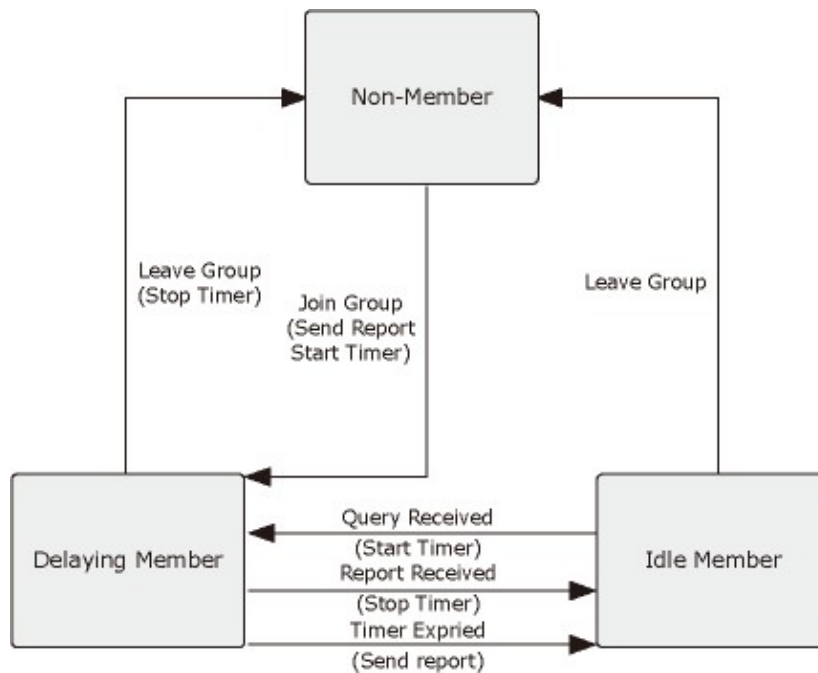 Non-Member
Leave Group
(Stop Timer)
Join Group
(Send Report
Start Timer)
Leave Group
Delaying Member
Query Received
(Start Timer)
Report Received
(Stop Timer)
Timer Expried
(Send report)
Idle Member